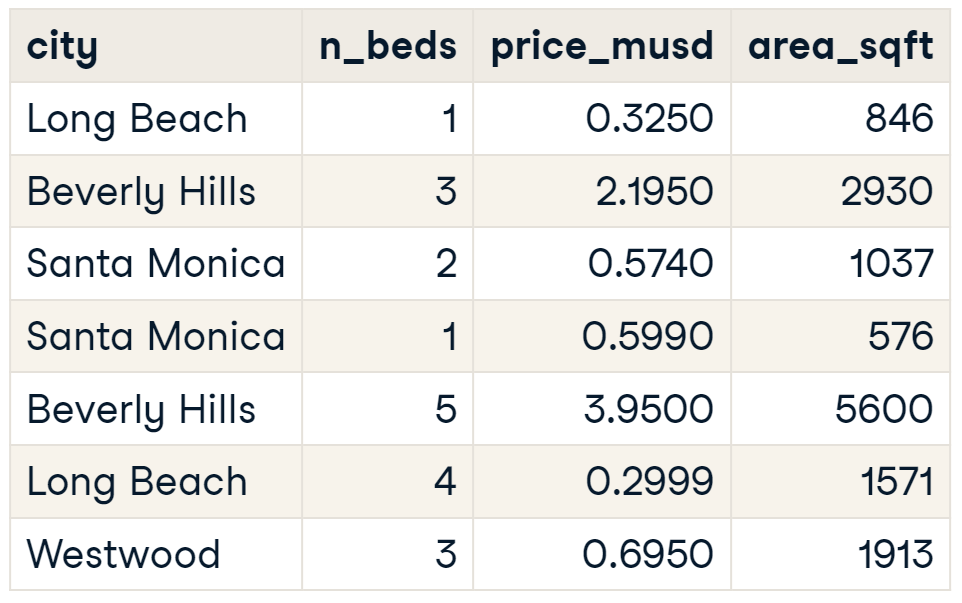 city n_beds price_musd area_sqft
Long Beach 1 0.3250 846
Beverly Hills 3 2.1950 2930
Santa Monica 2 0.5740 1037
Santa Monica 1 0.5990 576
Beverly Hills 5 3.9500 5600
Long Beach 4 0.2999 1571
Westwood 3 0.6950 1913